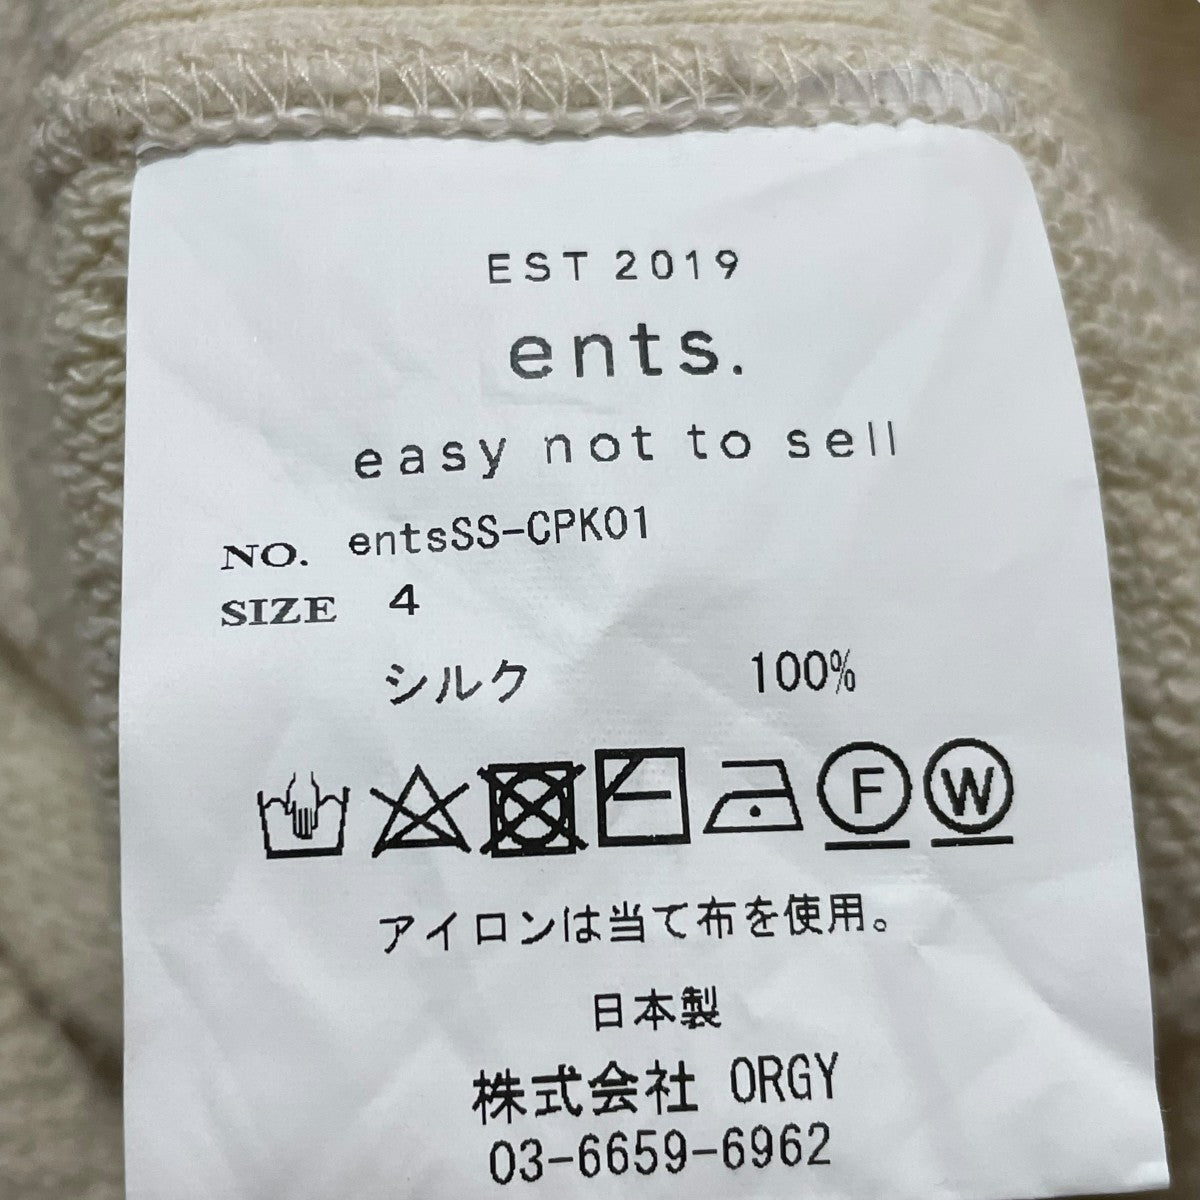 EST 2019
ents.
easy not to sell
NO. entsSS-CPK01
SIZE 4
シルク 100%
F W
アイロンは当て布を使用。
日本製
株式会社 ORGY
03-6659-6962